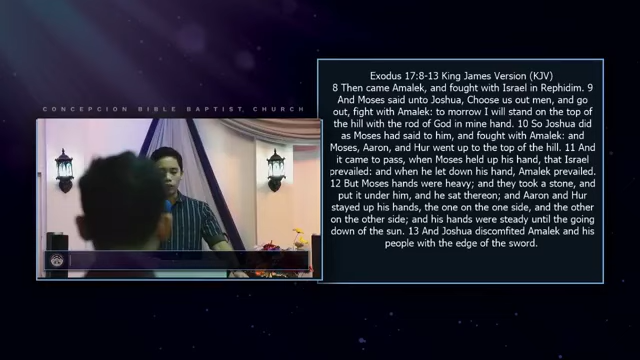 CONCEPCION BIBLE BAPTIST CHURCH
Exodus 17:8-13 King James Version (KJV)
8 Then came Amalek, and fought with Israel in Rephidim. 9
And Moses said unto Joshua, Choose us out men, and go
out, fight with Amalek: to morrow I will stand on the top of
the hill with the rod of God in mine hand. 10 So Joshua did
as Moses had said to him, and fought with Amalek: and
Moses, Aaron, and Hur went up to the top of the hill. 11 And
it came to pass, when Moses held up his hand, that Israel
prevailed: and when he let down his hand, Amalek prevailed.
12 But Moses hands were heavy; and they took a stone, and
put it under him, and he sat thereon; and Aaron and Hur
stayed up his hands, the one on the one side, and the other
on the other side; and his hands were steady until the going
down of the sun. 13 And Joshua discomfited Amalek and his
people with the edge of the sword.